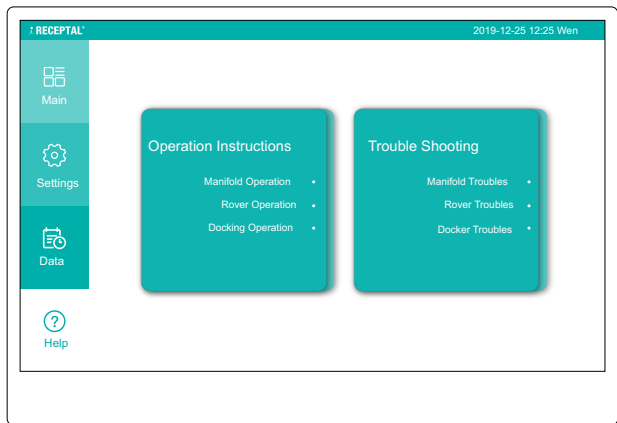 RECEPTAL
2019-12-25 12:25 Wen
Main
Settings
Data
Help
Operation Instructions
Manifold Operation •
Rover Operation •
Docking Operation •
Trouble Shooting
Manifold Troubles •
Rover Troubles •
Docker Troubles •